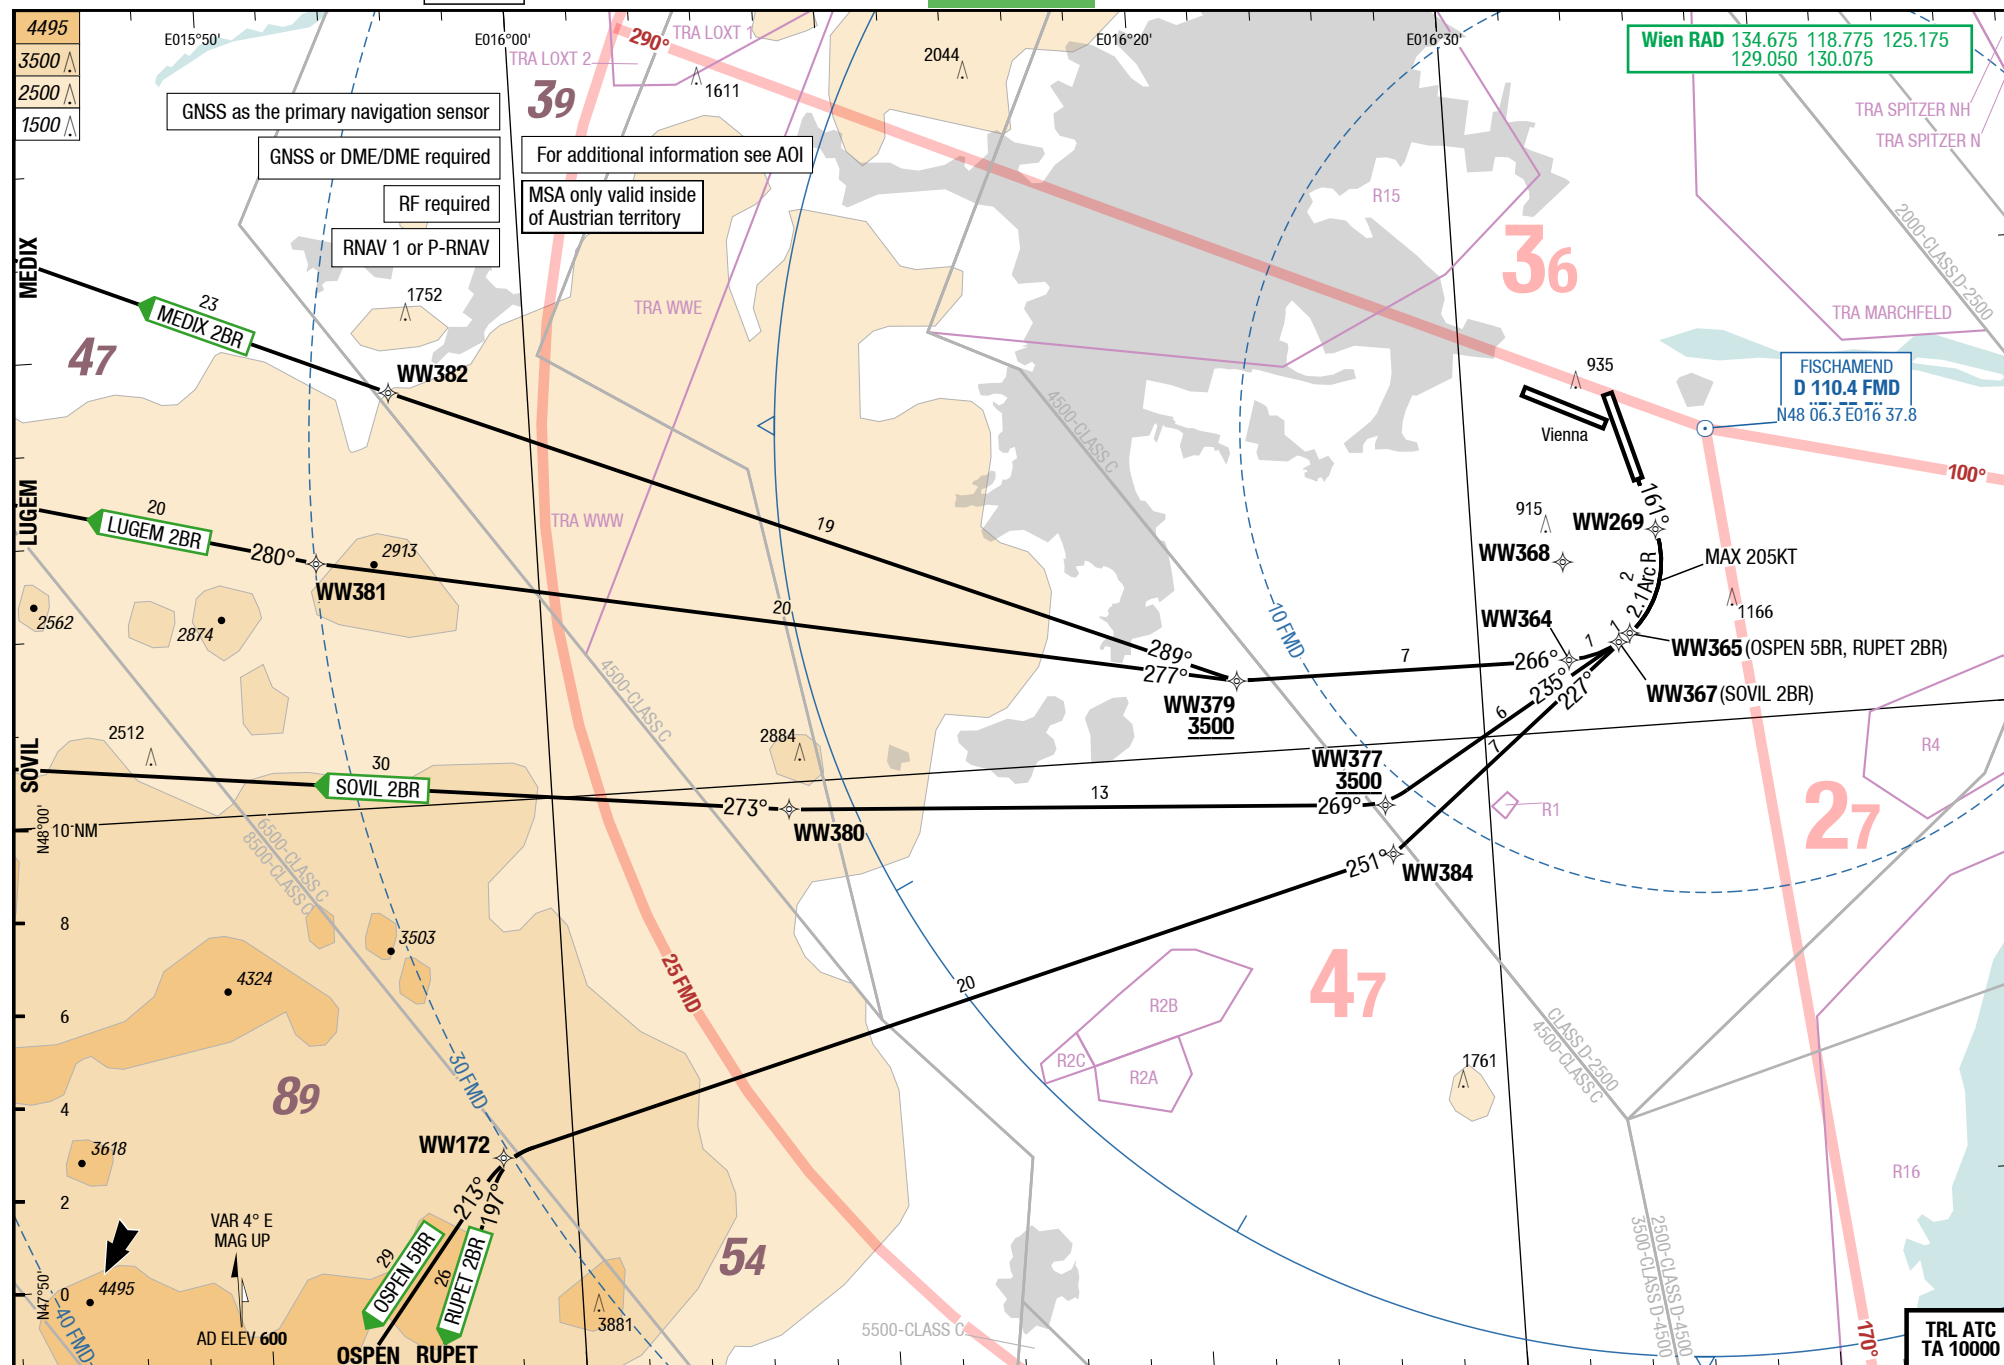 4495
3500
2500
1500
E015°50'
E016°00'
E016°20'
E016°30'
290°
TRA LOXT 1
TRA LOXT 2
1611
2044
39
Wien RAD 134.675 118.775 125.175
129.050 130.075
TRA SPITZER NH
TRA SPITZER N
GNSS as the primary navigation sensor
GNSS or DME/DME required
RF required
RNAV 1 or P-RNAV
For additional information see AOI
MSA only valid inside
of Austrian territory
R15
36
2000-CLASS D-2500
TRA MARCHFELD
MEDIX
23
MEDIX 2BR
1752
TRA WWE
47
WW382
4500-CLASS C
935
Vienna
FISCHAMEND
D 110.4 FMD
N48 06.3 E016 37.8
100°
LUGEM
20
LUGEM 2BR
280°
2913
WW381
TRA WWW
19
161°
915
WW269
WW368
2
2.1 Arc R
MAX 205KT
1166
2562
2874
20
10 FMD
289°
277°
WW379
3500
7
266°
WW364
1
1
WW365 (OSPEN 5BR, RUPET 2BR)
WW367 (SOVIL 2BR)
235°
227°
6
7
4500-CLASS C
SOVIL
2512
30
SOVIL 2BR
2884
273°
WW380
13
269°
WW377
3500
R1
R4
27
N48°00'
10 NM
6500-CLASS C
8500-CLASS C
251°
WW384
8
3503
4324
25 FMD
20
47
R2B
R2C
R2A
CLASS D-2500
4500-CLASS C
1761
6
4
2
0
89
30 FMD
3618
WW172
213°
197°
R16
VAR 4° E
MAG UP
4495
N47°50'
40 FMD
AD ELEV 600
29
OSPEN 5BR
26
RUPET 2BR
OSPEN
RUPET
3881
54
5500-CLASS C
2500-CLASS D-4500
3500-CLASS D-4500
170°
TRL ATC
TA 10000